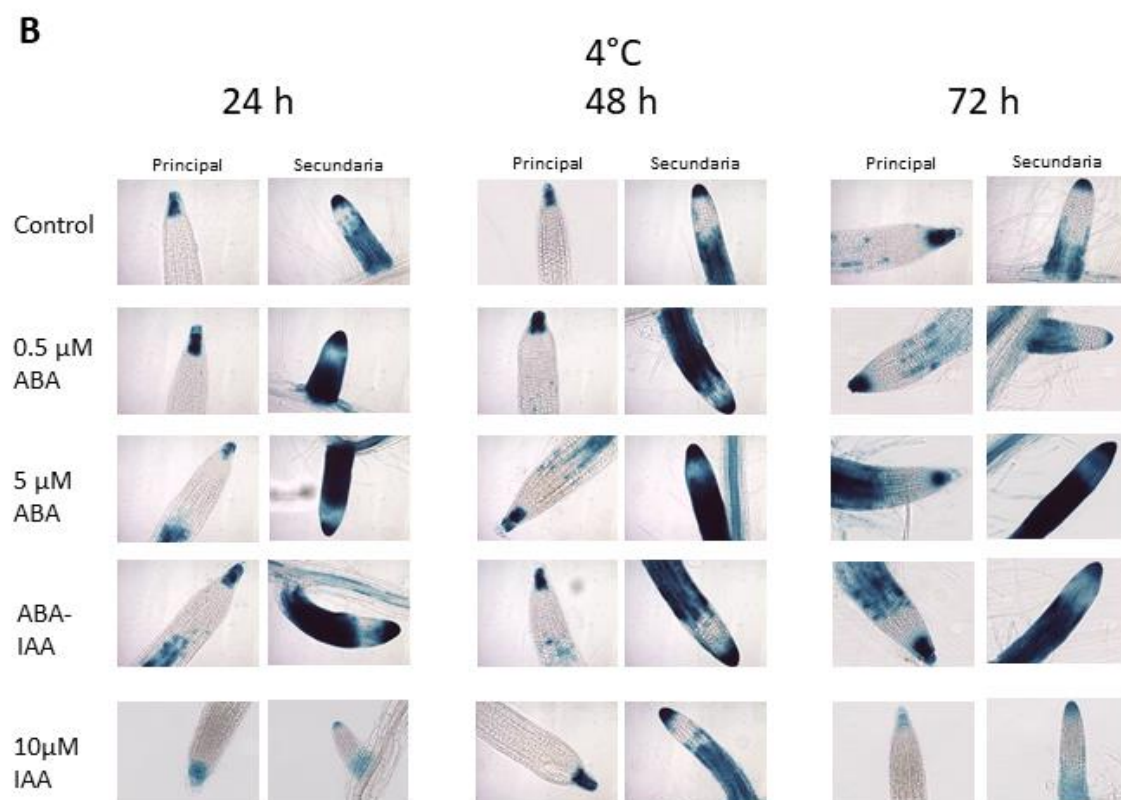 B
4°C
24 h 48 h 72 h
Principal Secundaria Principal Secundaria Principal Secundaria
Control
0.5 µM
ABA
5 µM
ABA
ABA-
IAA
10µM
IAA